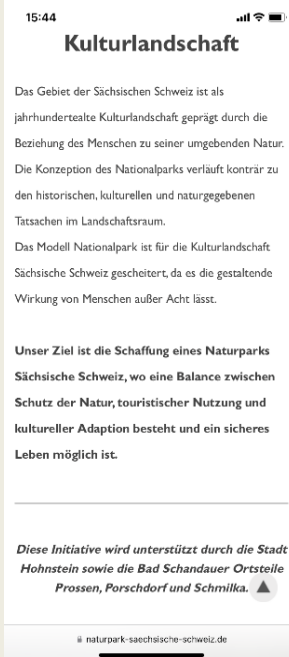 15:44
Kulturlandschaft
Das Gebiet der Sächsischen Schweiz ist als
jahrhundertealte Kulturlandschaft geprägt durch die
Beziehung des Menschen zu seiner umgebenden Natur.
Die Konzeption des Nationalparks verläuft konträr zu
den historischen, kulturellen und naturgegebenen
Tatsachen im Landschaftsraum.
Das Modell Nationalpark ist für die Kulturlandschaft
Sächsische Schweiz gescheitert, da es die gestaltende
Wirkung von Menschen außer Acht lässt.
Unser Ziel ist die Schaffung eines Naturparks
Sächsische Schweiz, wo eine Balance zwischen
Schutz der Natur, touristischer Nutzung und
kultureller Adaption besteht und ein sicheres
Leben möglich ist.
Diese Initiative wird unterstützt durch die Stadt
Hohnstein sowie die Bad Schandauer Ortsteile
Prossen, Porschdorf und Schmilka.
naturpark-saechsische-schweiz.de